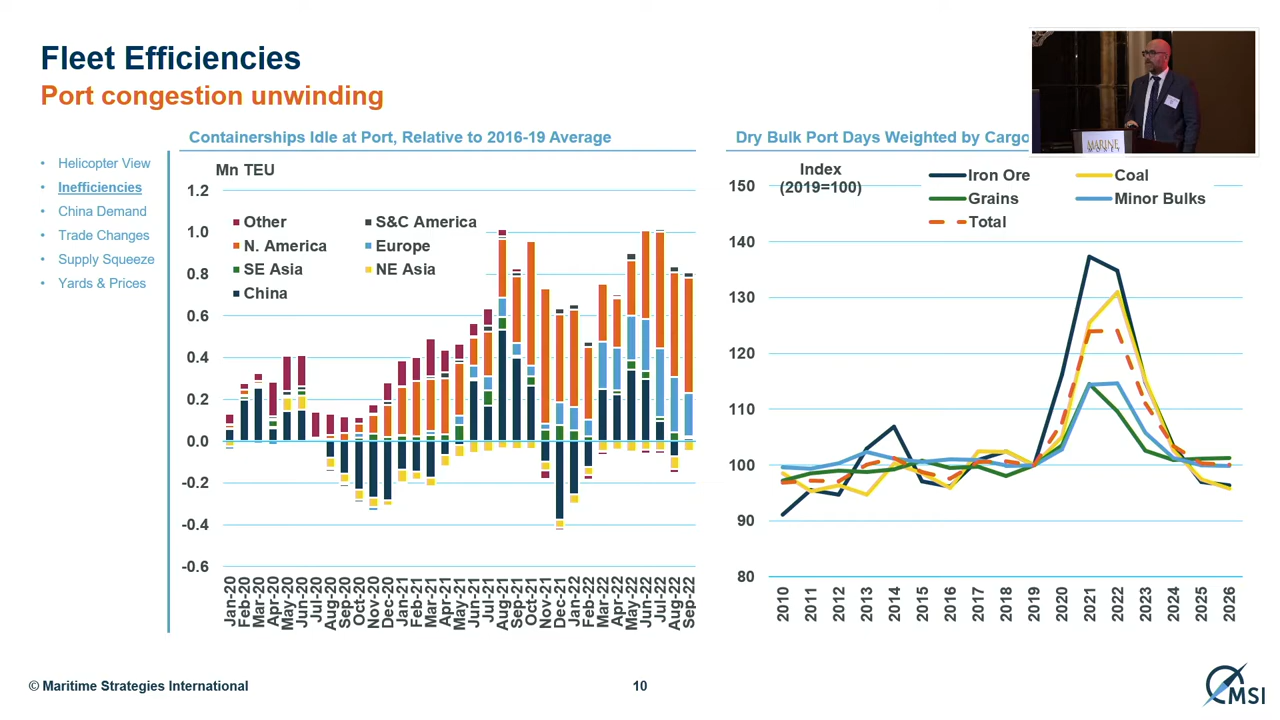 Fleet Efficiencies
Port congestion unwinding
• Helicopter View
• Inefficiencies
• China Demand
• Trade Changes
• Supply Squeeze
• Yards & Prices
Containerships Idle at Port, Relative to 2016-19 Average
Mn TEU
1.2
1.0
0.8
0.6
0.4
0.2
0.0
-0.2
-0.4
-0.6
Other
S&C America
N. America
Europe
SE Asia
NE Asia
China
Jan-20
Feb-20
Mar-20
Apr-20
May-20
Jun-20
Jul-20
Aug-20
Sep-20
Oct-20
Nov-20
Dec-20
Jan-21
Feb-21
Mar-21
Apr-21
May-21
Jun-21
Jul-21
Aug-21
Sep-21
Oct-21
Nov-21
Dec-21
Jan-22
Feb-22
Mar-22
Apr-22
May-22
Jun-22
Jul-22
Aug-22
Sep-22
Dry Bulk Port Days Weighted by Cargo
Index
(2019=100)
150
140
130
120
110
100
90
80
Iron Ore
Coal
Grains
Minor Bulks
Total
2010
2011
2012
2013
2014
2015
2016
2017
2018
2019
2020
2021
2022
2023
2024
2025
2026
MARINE
© Maritime Strategies International
10
MSI